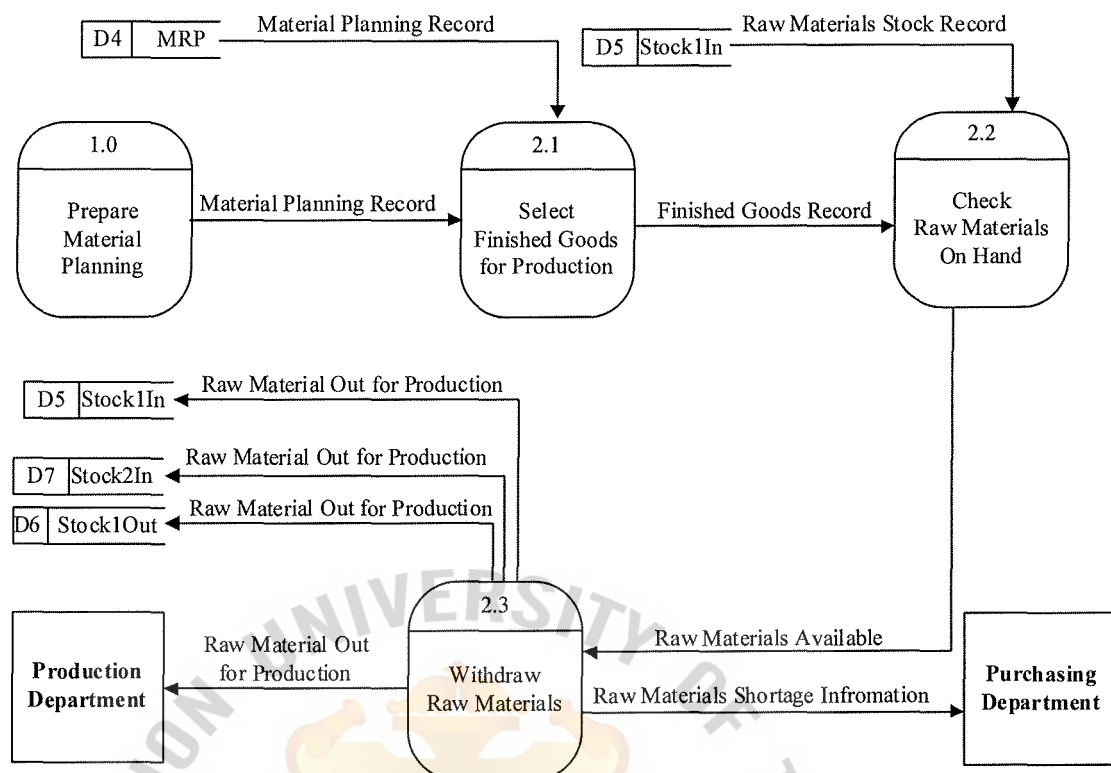 D4 MRP
Material Planning Record
D5 Stock1In
Raw Materials Stock Record
1.0
Prepare
Material
Planning
Material Planning Record
2.1
Select
Finished Goods
for Production
Finished Goods Record
2.2
Check
Raw Materials
On Hand
D5 Stock1In
Raw Material Out for Production
D7 Stock2In
Raw Material Out for Production
D6 Stock1Out
Raw Material Out for Production
Production
Department
Raw Material Out
for Production
2.3
Withdraw
Raw Materials
Raw Materials Available
Raw Materials Shortage Infromation
Purchasing
Department
UNIVERSITY OF